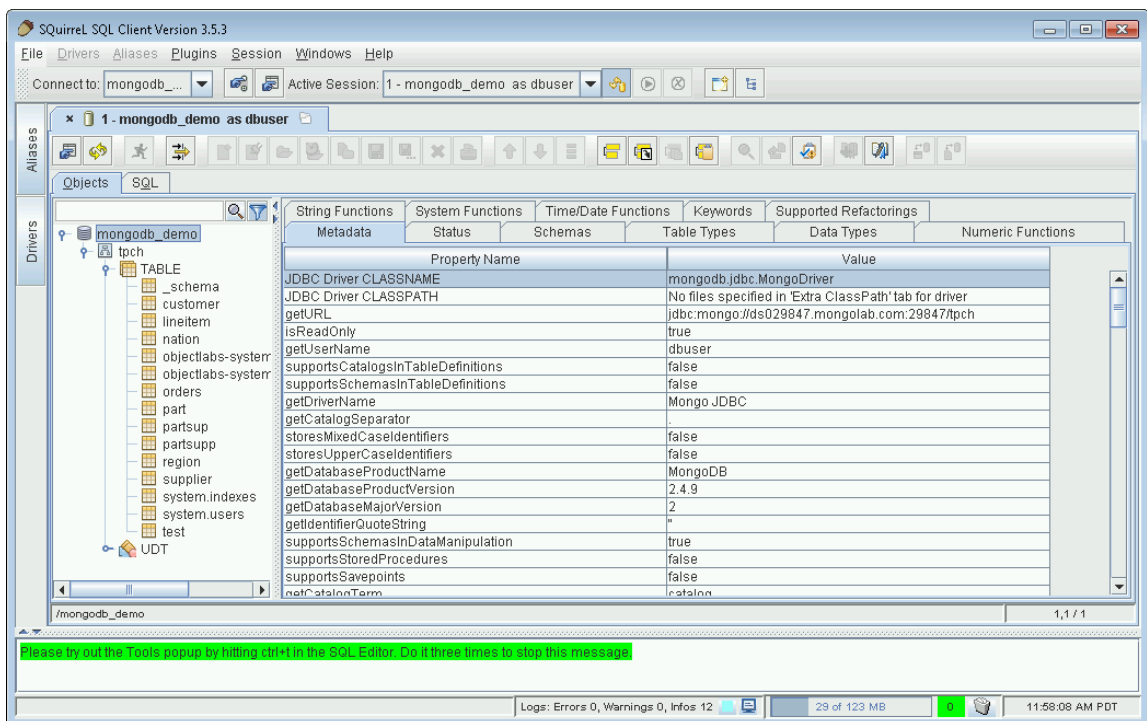 SQuirreL SQL Client Version 3.5.3
File Drivers Aliases Plugins Session Windows Help
Connect to: mongodb_... Active Session: 1 - mongodb_demo as dbuser
1 - mongodb_demo as dbuser
Aliases
Drivers
Objects SQL
mongodb_demo
tpch
TABLE
_schema
customer
lineitem
nation
objectlabs-system
objectlabs-system
orders
part
partsup
partsupp
region
supplier
system.indexes
system.users
test
UDT
String Functions System Functions Time/Date Functions Keywords Supported Refactorings
Metadata Status Schemas Table Types Data Types Numeric Functions
Property Name Value
JDBC Driver CLASSNAME mongodb.jdbc.MongoDriver
JDBC Driver CLASSPATH No files specified in 'Extra ClassPath' tab for driver
getURL jdbc:mongo://ds029847.mongolab.com:29847/tpch
isReadOnly true
getUserName dbuser
supportsCatalogsInTableDefinitions false
supportsSchemasInTableDefinitions false
getDriverName Mongo JDBC
getCatalogSeparator .
storesMixedCaseIdentifiers false
storesUpperCaseIdentifiers false
getDatabaseProductName MongoDB
getDatabaseProductVersion 2.4.9
getDatabaseMajorVersion 2
getIdentifierQuoteString "
supportsSchemasInDataManipulation true
supportsStoredProcedures false
supportsSavepoints false
getCatalogTerm catalog
/mongodb_demo 1,1 / 1
Please try out the Tools popup by hitting ctrl+t in the SQL Editor. Do it three times to stop this message.
Logs: Errors 0, Warnings 0, Infos 12 29 of 123 MB 0 11:58:08 AM PDT